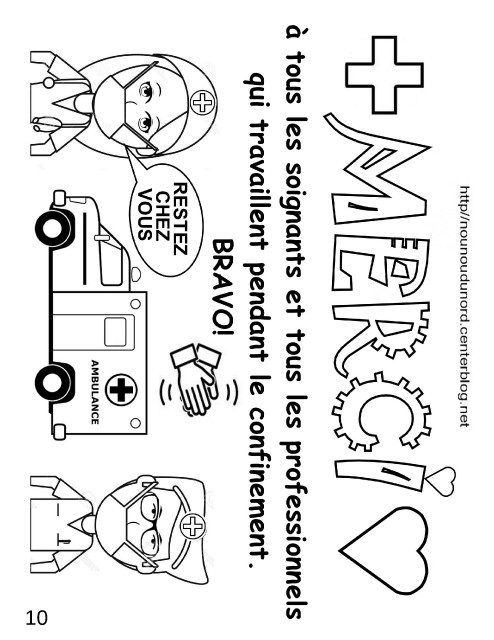 http//nounoudunord.centerblog.net
MERCI
à tous les soignants et tous les professionnels
qui travaillent pendant le confinement.
BRAVO!
RESTEZ
CHEZ
VOUS
AMBULANCE
10